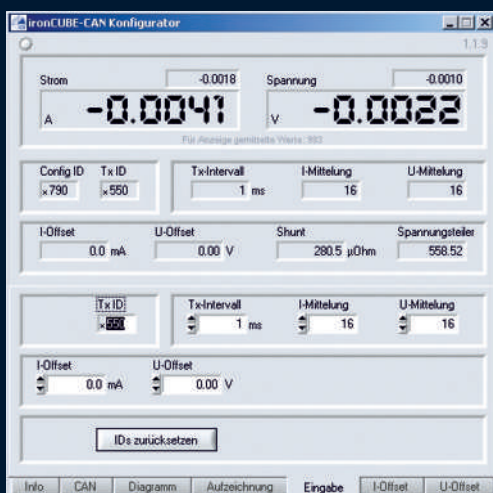 ironCUBE-CAN Konfigurator
1.1.9
Strom -0.0018 Spannung -0.0010
A -0.0041 V -0.0022
Für Anzeige gemittelte Werte: 993
Config ID Tx ID Tx-Intervall I-Mittelung U-Mittelung
x790 x550 1 ms 16 16
I-Offset U-Offset Shunt Spannungsteiler
0.0 mA 0.00 V 280.5 µOhm 558.52
Tx ID Tx-Intervall I-Mittelung U-Mittelung
x550 1 ms 16 16
I-Offset U-Offset
0.0 mA 0.00 V
IDs zurücksetzen
Info CAN Diagramm Aufzeichnung Eingabe I-Offset U-Offset